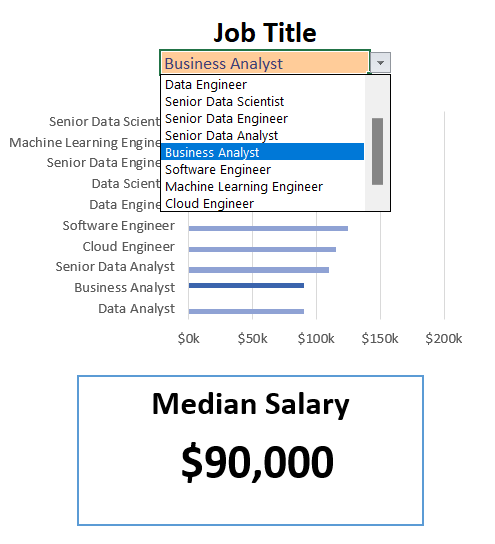 Job Title
Business Analyst
Data Engineer
Senior Data Scientist
Senior Data Engineer
Senior Data Analyst
Business Analyst
Software Engineer
Machine Learning Engineer
Cloud Engineer
Senior Data Scient
Machine Learning Engine
Senior Data Engine
Data Scient
Data Engine
Software Engineer
Cloud Engineer
Senior Data Analyst
Business Analyst
Data Analyst
$0k $50k $100k $150k $200k
Median Salary
$90,000